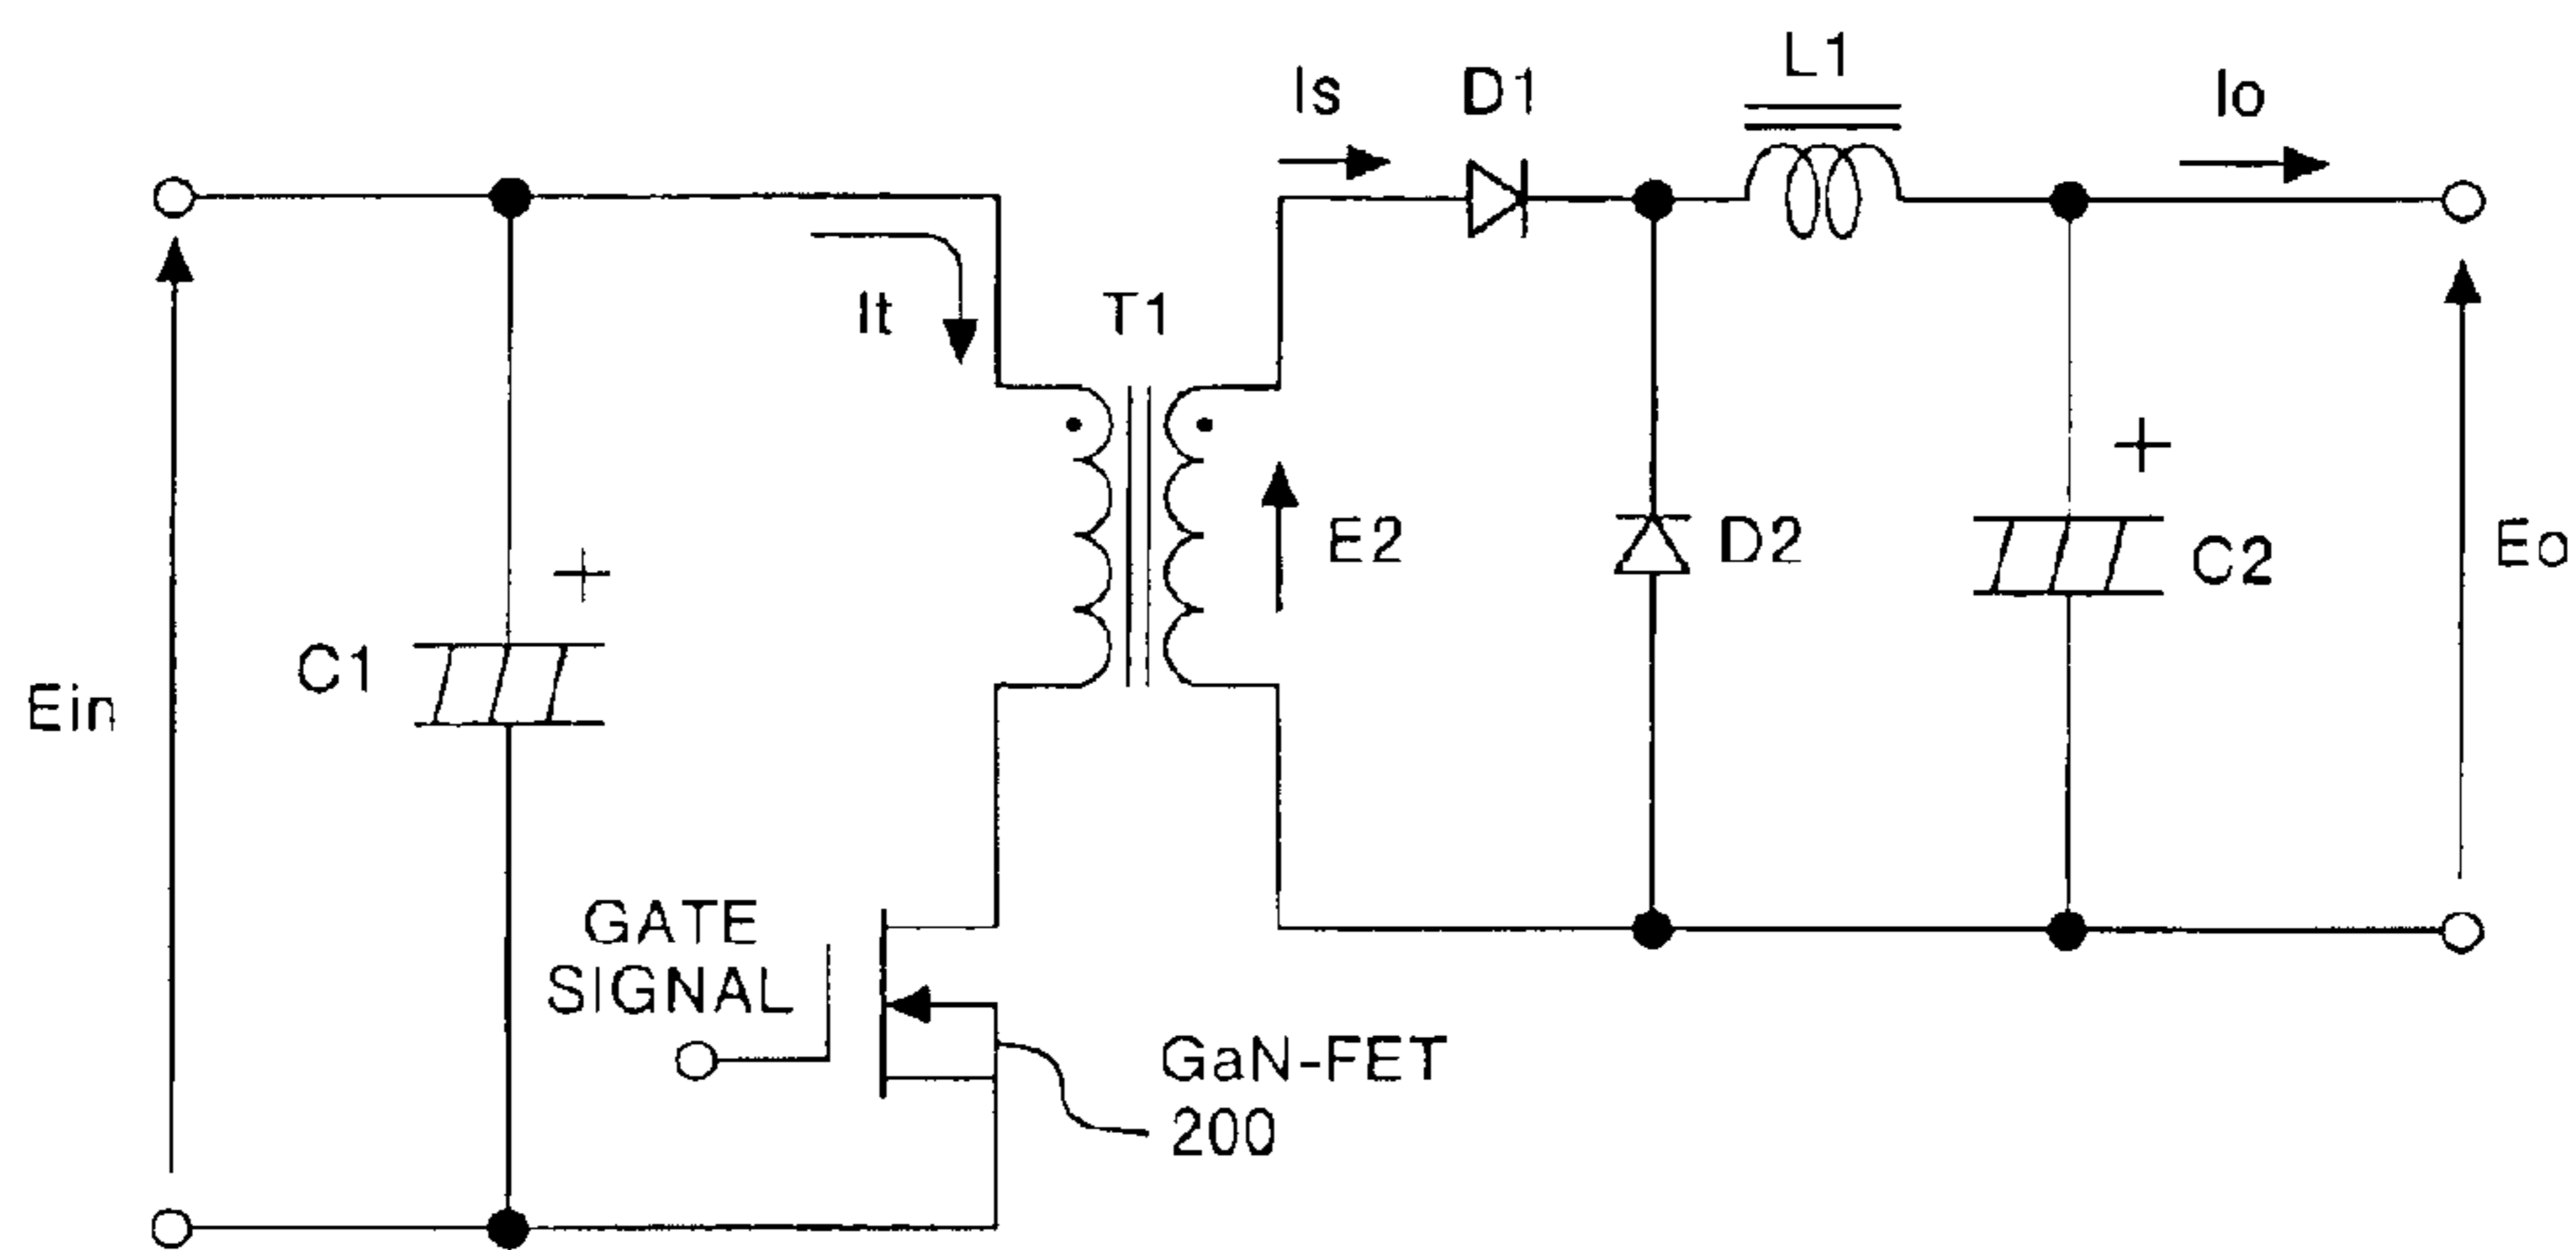 L1
Is
D1
Io
It
T1
E2
D2
+
C2
Eo
+
C1
Ein
GATE
SIGNAL
GaN-FET
200